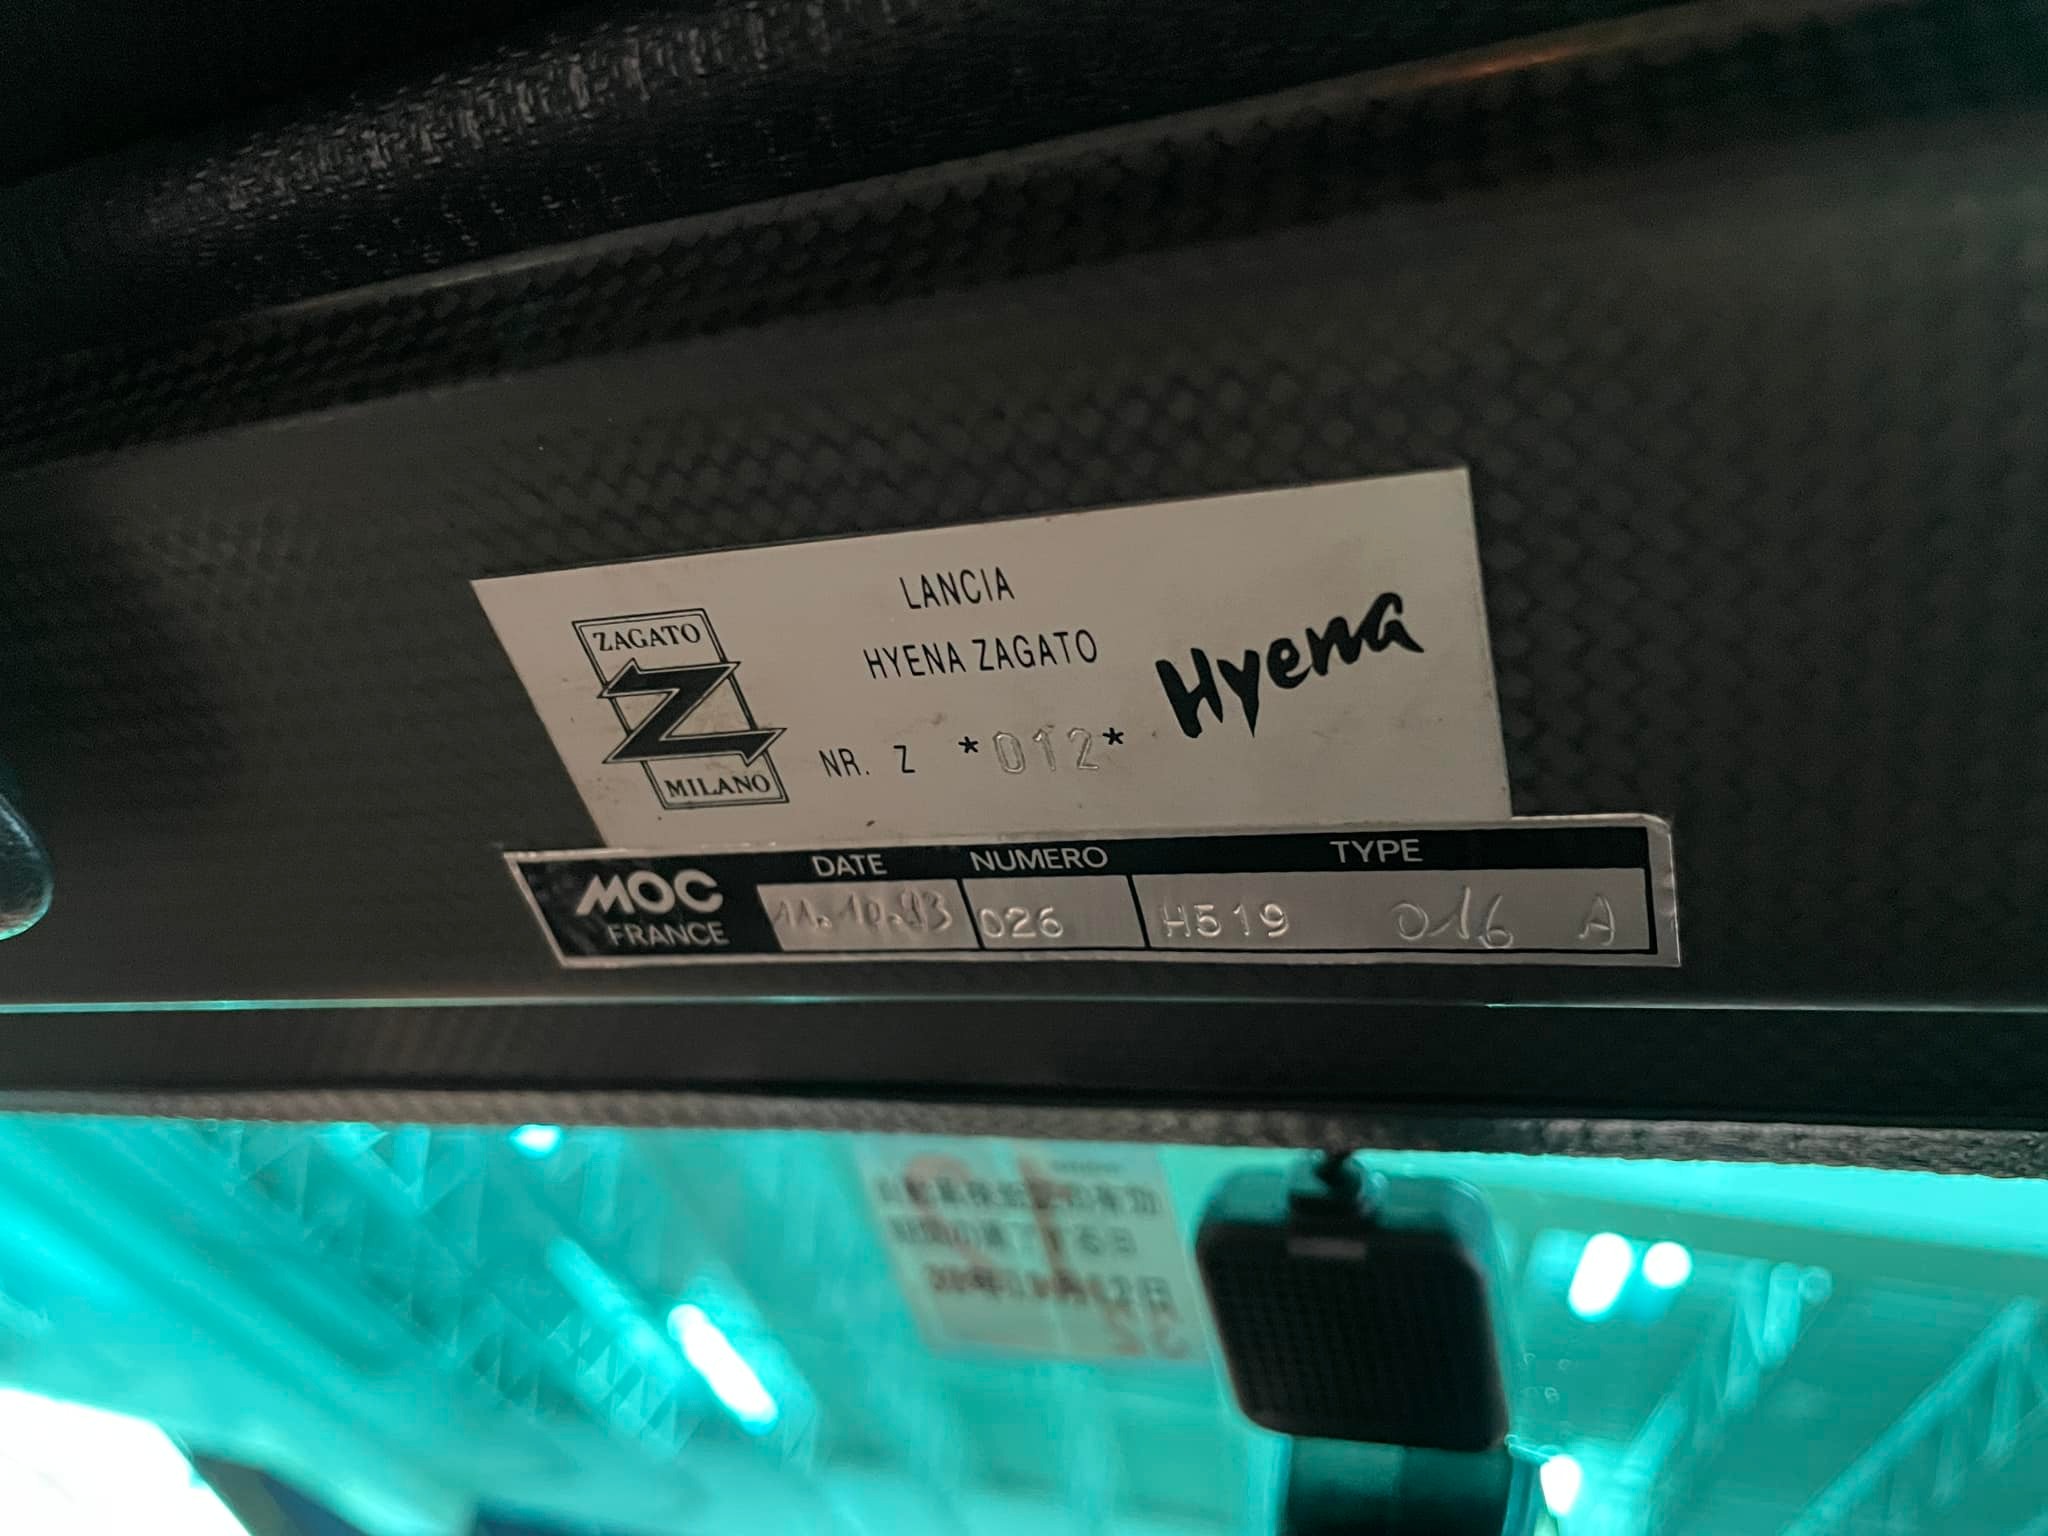 LANCIA
HYENA ZAGATO
ZAGATO
Z
MILANO
NR. Z *012*
Hyena
MOC
FRANCE
DATE NUMERO TYPE
11.10.93 026 H519 016 A